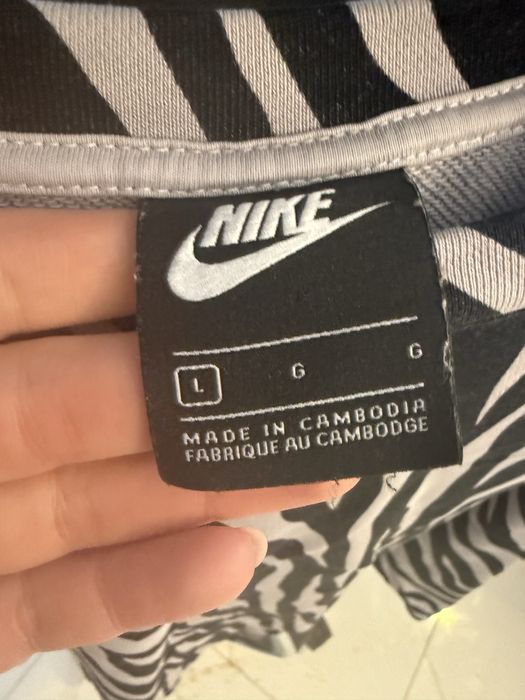 NIKE
L G G
MADE IN CAMBODIA
FABRIQUE AU CAMBODGE